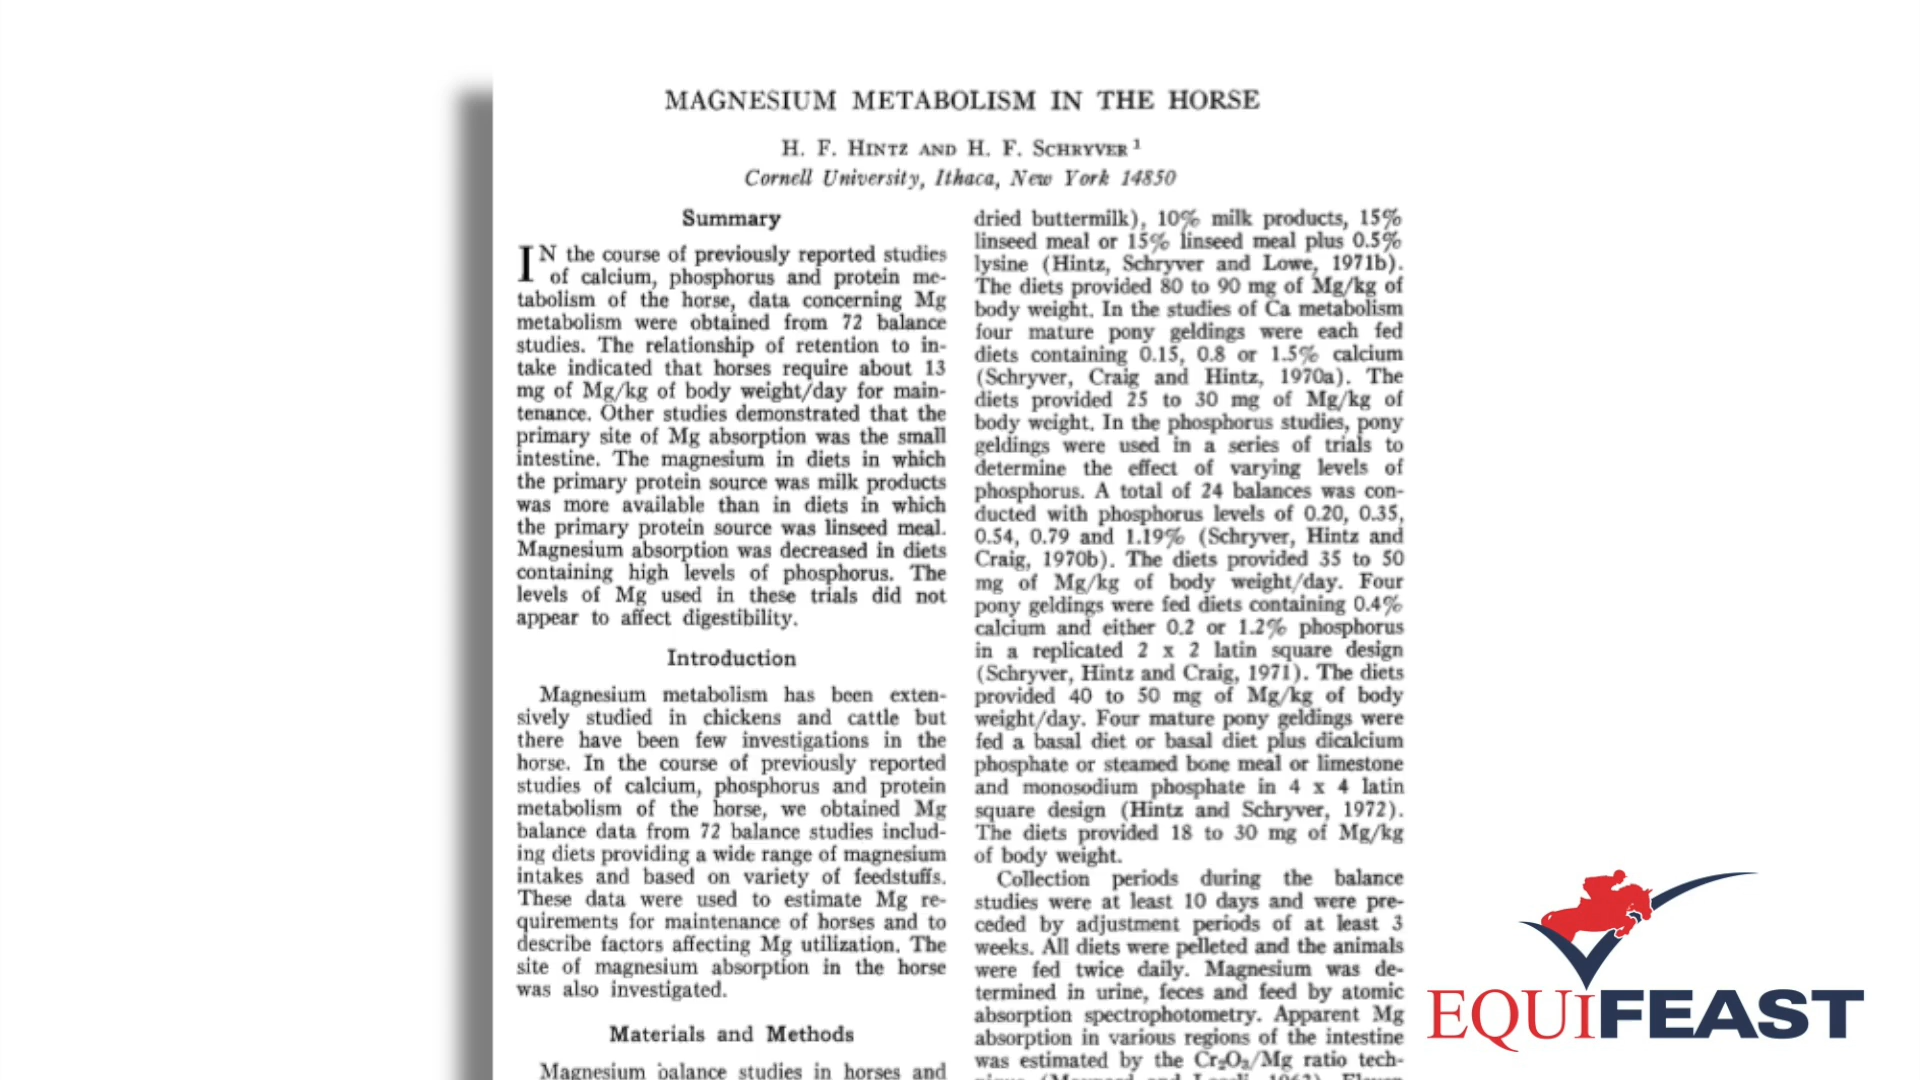 MAGNESIUM METABOLISM IN THE HORSE
H. F. HINTZ AND H. F. SCHRYVER 1
Cornell University, Ithaca, New York 14850
Summary
IN the course of previously reported studies
of calcium, phosphorus and protein me-
tabolism of the horse, data concerning Mg
metabolism were obtained from 72 balance
studies. The relationship of retention to in-
take indicated that horses require about 13
mg of Mg/kg of body weight/day for main-
tenance. Other studies demonstrated that the
primary site of Mg absorption was the small
intestine. The magnesium in diets in which
the primary protein source was milk products
was more available than in diets in which
the primary protein source was linseed meal.
Magnesium absorption was decreased in diets
containing high levels of phosphorus. The
levels of Mg used in these trials did not
appear to affect digestibility.
Introduction
Magnesium metabolism has been exten-
sively studied in chickens and cattle but
there have been few investigations in the
horse. In the course of previously reported
studies of calcium, phosphorus and protein
metabolism of the horse, we obtained Mg
balance data from 72 balance studies includ-
ing diets providing a wide range of magnesium
intakes and based on variety of feedstuffs.
These data were used to estimate Mg re-
quirements for maintenance of horses and to
describe factors affecting Mg utilization. The
site of magnesium absorption in the horse
was also investigated.
Materials and Methods
Magnesium balance studies in horses and
dried buttermilk), 10% milk products, 15%
linseed meal or 15% linseed meal plus 0.5%
lysine (Hintz, Schryver and Lowe, 1971b).
The diets provided 80 to 90 mg of Mg/kg of
body weight. In the studies of Ca metabolism
four mature pony geldings were each fed
diets containing 0.15, 0.8 or 1.5% calcium
(Schryver, Craig and Hintz, 1970a). The
diets provided 25 to 30 mg of Mg/kg of
body weight. In the phosphorus studies, pony
geldings were used in a series of trials to
determine the effect of varying levels of
phosphorus. A total of 24 balances was con-
ducted with phosphorus levels of 0.20, 0.35,
0.54, 0.79 and 1.19% (Schryver, Hintz and
Craig, 1970b). The diets provided 35 to 50
mg of Mg/kg of body weight/day. Four
pony geldings were fed diets containing 0.4%
calcium and either 0.2 or 1.2% phosphorus
in a replicated 2 x 2 latin square design
(Schryver, Hintz and Craig, 1971). The diets
provided 40 to 50 mg of Mg/kg of body
weight/day. Four mature pony geldings were
fed a basal diet or basal diet plus dicalcium
phosphate or steamed bone meal or limestone
and monosodium phosphate in 4 x 4 latin
square design (Hintz and Schryver, 1972).
The diets provided 18 to 30 mg of Mg/kg
of body weight.
Collection periods during the balance
studies were at least 10 days and were pre-
ceded by adjustment periods of at least 3
weeks. All diets were pelleted and the animals
were fed twice daily. Magnesium was de-
termined in urine, feces and feed by atomic
absorption spectrophotometry. Apparent Mg
absorption in various regions of the intestine
was estimated by the Cr2O3/Mg ratio tech-
EQUIFEAST